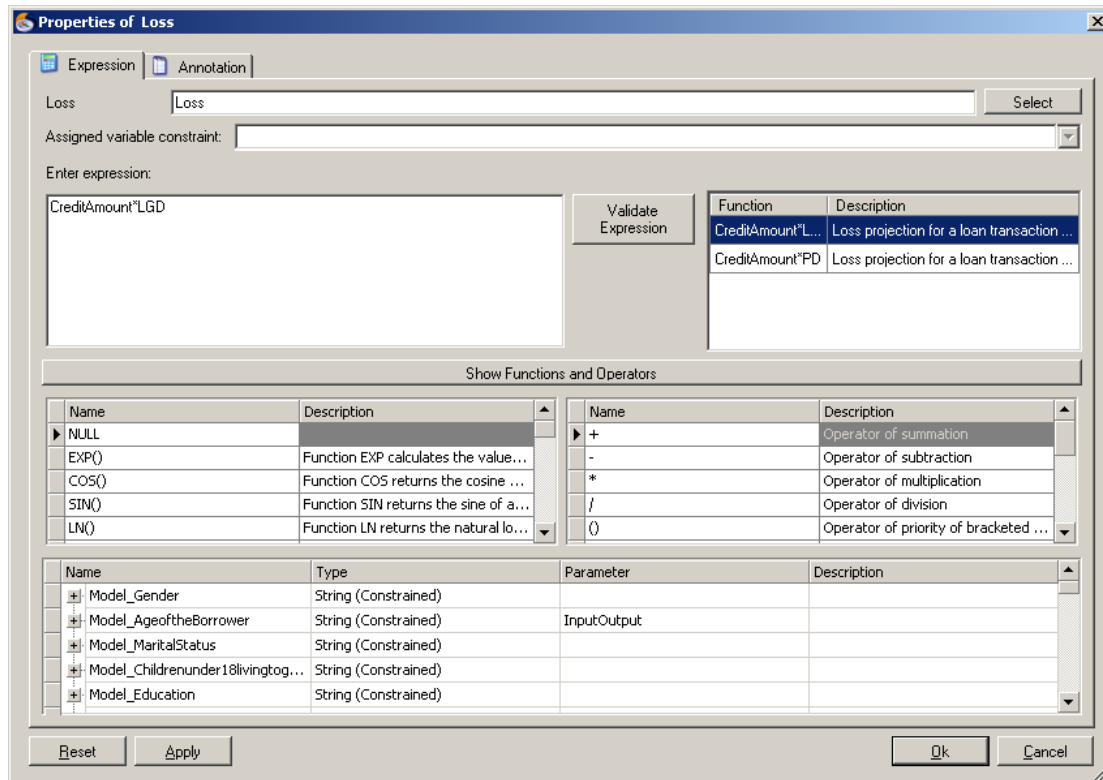 Properties of Loss
Expression Annotation
Loss Loss Select
Assigned variable constraint:
Enter expression:
CreditAmount*LGD
Validate Expression
Function Description
CreditAmount*L... Loss projection for a loan transaction ...
CreditAmount*PD Loss projection for a loan transaction ...
Show Functions and Operators
Name Description
NULL
EXP() Function EXP calculates the value...
COS() Function COS returns the cosine ...
SIN() Function SIN returns the sine of a...
LN() Function LN returns the natural lo...
Name Description
+ Operator of summation
- Operator of subtraction
* Operator of multiplication
/ Operator of division
() Operator of priority of bracketed ...
Name Type Parameter Description
Model_Gender String (Constrained)
Model_AgeoftheBorrower String (Constrained) InputOutput
Model_MaritalStatus String (Constrained)
Model_Childrenunder18livingtog... String (Constrained)
Model_Education String (Constrained)
Reset Apply Ok Cancel